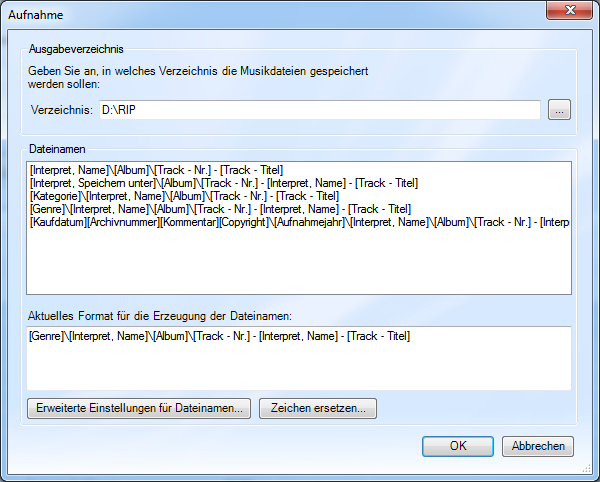 Aufnahme
Ausgabeverzeichnis
Geben Sie an, in welches Verzeichnis die Musikdateien gespeichert
werden sollen:
Verzeichnis: D:\RIP ...
Dateinamen
[Interpret, Name]\[Album]\[Track - Nr.] - [Track - Titel]
[Interpret, Speichern unter]\[Album]\[Track - Nr.] - [Interpret, Name] - [Track - Titel]
[Kategorie]\[Interpret, Name]\[Album]\[Track - Nr.] - [Track - Titel]
[Genre]\[Interpret, Name]\[Album]\[Track - Nr.] - [Interpret, Name] - [Track - Titel]
[Kaufdatum][Archivnummer][Kommentar][Copyright]\[Aufnahmejahr]\[Interpret, Name]\[Album]\[Track - Nr.] - [Interp
Aktuelles Format für die Erzeugung der Dateinamen:
[Genre]\[Interpret, Name]\[Album]\[Track - Nr.] - [Interpret, Name] - [Track - Titel]
Erweiterte Einstellungen für Dateinamen... Zeichen ersetzen...
OK Abbrechen